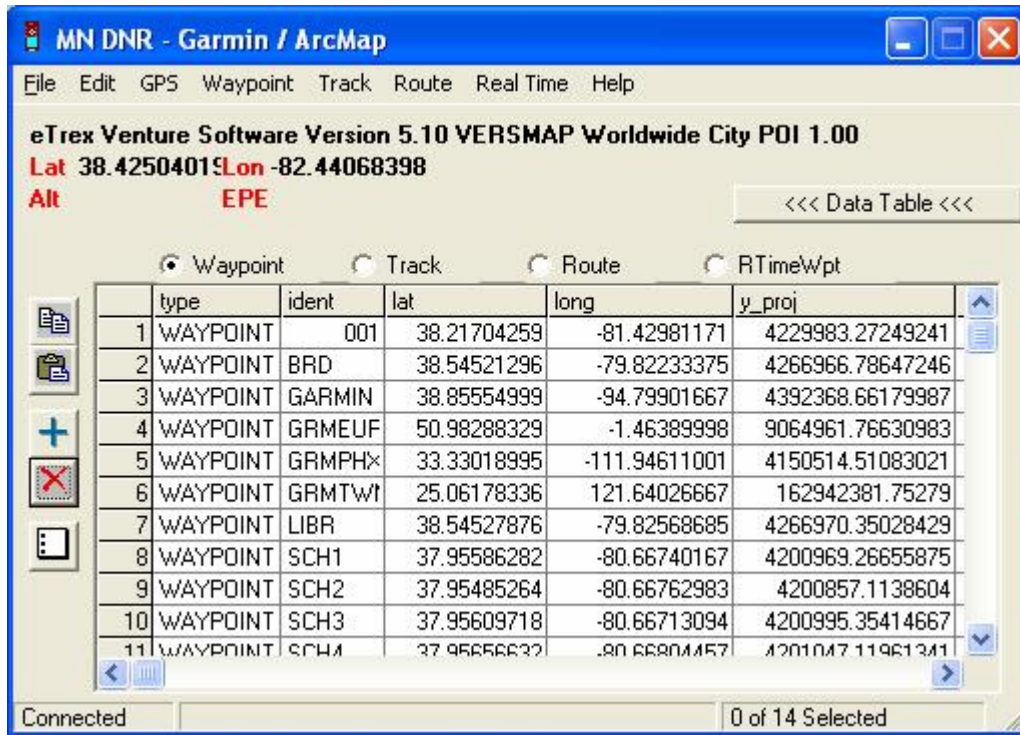 MN DNR - Garmin / ArcMap
File Edit GPS Waypoint Track Route Real Time Help
eTrex Venture Software Version 5.10 VERSMAP Worldwide City POI 1.00
Lat 38.42504019 Lon -82.44068398
Alt EPE
<<< Data Table <<<
Waypoint Track Route RTimeWpt
type ident lat long y_proj
1 WAYPOINT 001 38.21704259 -81.42981171 4229983.27249241
2 WAYPOINT BRD 38.54521296 -79.82233375 4266966.78647246
3 WAYPOINT GARMIN 38.85554999 -94.79901667 4392368.66179987
4 WAYPOINT GRMEUF 50.98288329 -1.46389998 9064961.76630983
5 WAYPOINT GRMPHX 33.33018995 -111.94611001 4150514.51083021
6 WAYPOINT GRMTWN 25.06178336 121.64026667 162942381.75279
7 WAYPOINT LIBR 38.54527876 -79.82568685 4266970.35028429
8 WAYPOINT SCH1 37.95586282 -80.66740167 4200969.26655875
9 WAYPOINT SCH2 37.95485264 -80.66762983 4200857.1138604
10 WAYPOINT SCH3 37.95609718 -80.66713094 4200995.35414667
11 WAYPOINT SCH4 37.95656632 -80.66804457 4201047.11961341
Connected 0 of 14 Selected